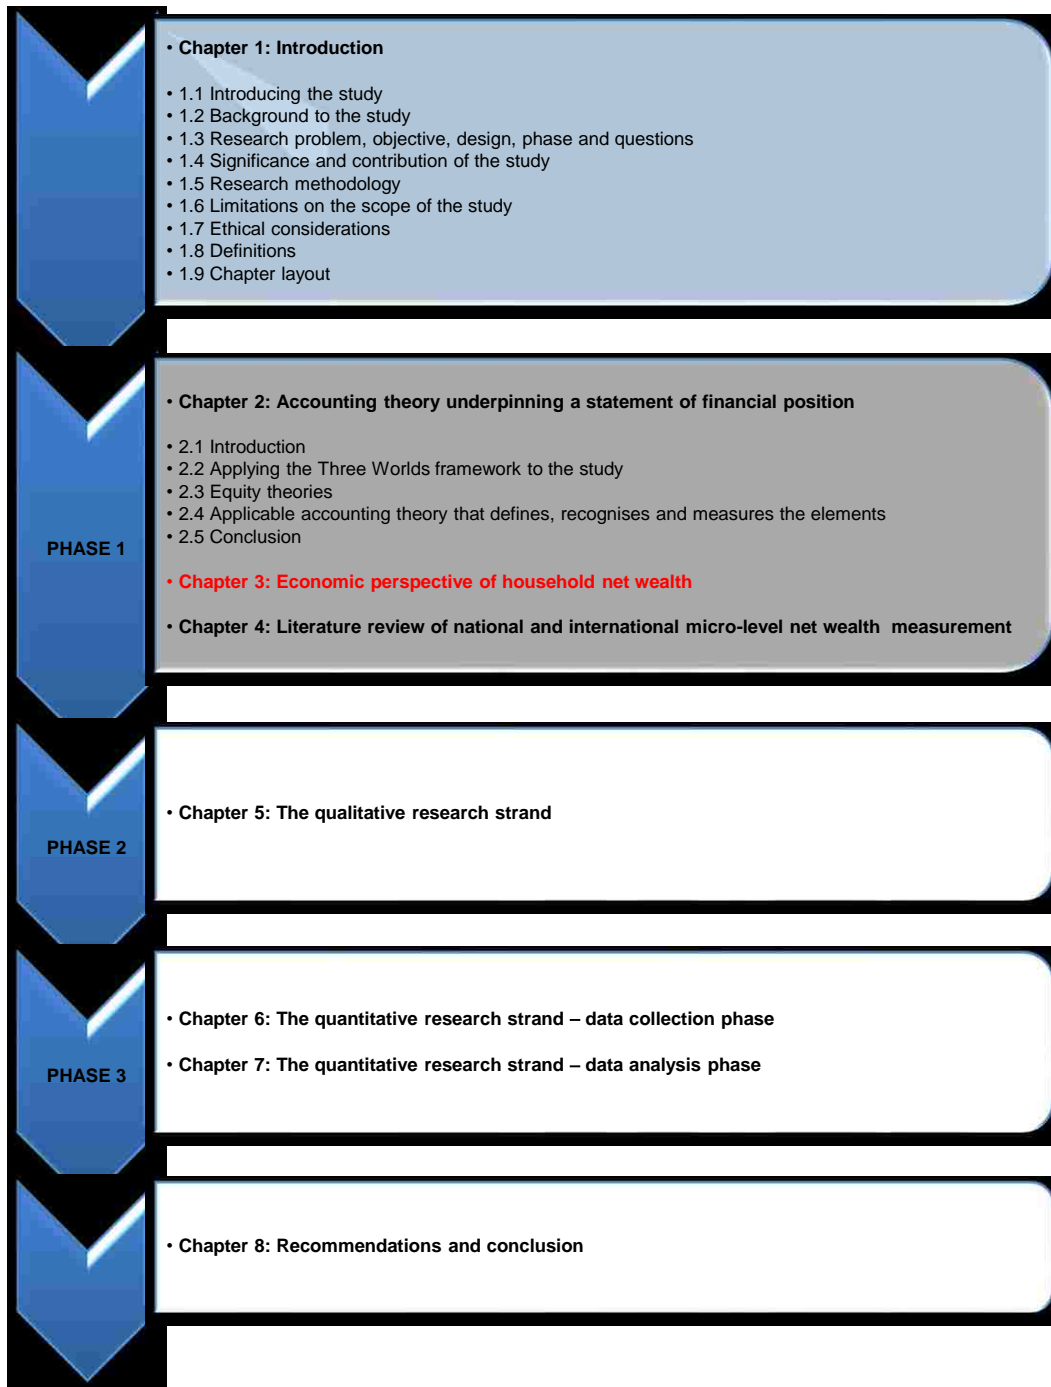 • Chapter 1: Introduction
• 1.1 Introducing the study
• 1.2 Background to the study
• 1.3 Research problem, objective, design, phase and questions
• 1.4 Significance and contribution of the study
• 1.5 Research methodology
• 1.6 Limitations on the scope of the study
• 1.7 Ethical considerations
• 1.8 Definitions
• 1.9 Chapter layout
PHASE 1
• Chapter 2: Accounting theory underpinning a statement of financial position
• 2.1 Introduction
• 2.2 Applying the Three Worlds framework to the study
• 2.3 Equity theories
• 2.4 Applicable accounting theory that defines, recognises and measures the elements
• 2.5 Conclusion
• Chapter 3: Economic perspective of household net wealth
• Chapter 4: Literature review of national and international micro-level net wealth measurement
PHASE 2
• Chapter 5: The qualitative research strand
PHASE 3
• Chapter 6: The quantitative research strand – data collection phase
• Chapter 7: The quantitative research strand – data analysis phase
• Chapter 8: Recommendations and conclusion